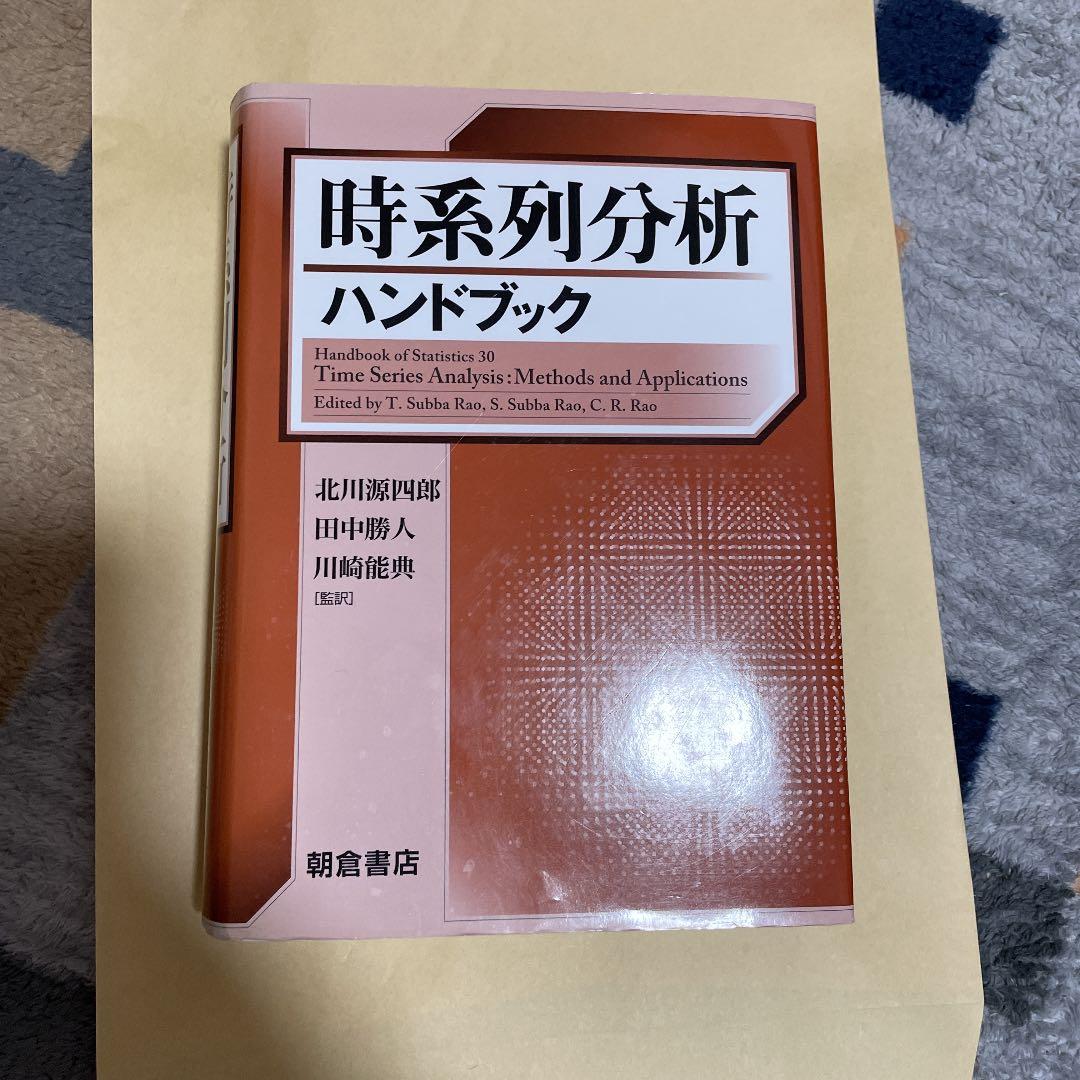 時系列分析
ハンドブック
Handbook of Statistics 30
Time Series Analysis:Methods and Applications
Edited by T. Subba Rao, S. Subba Rao, C. R. Rao
北川源四郎
田中勝人
川崎能典
[監訳]
朝倉書店